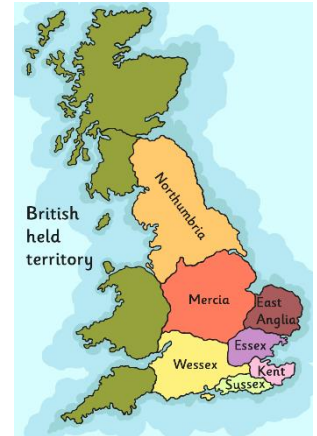 Northumbria
British
held
territory
Mercia
East
Anglia
Essex
Wessex
Kent
Sussex